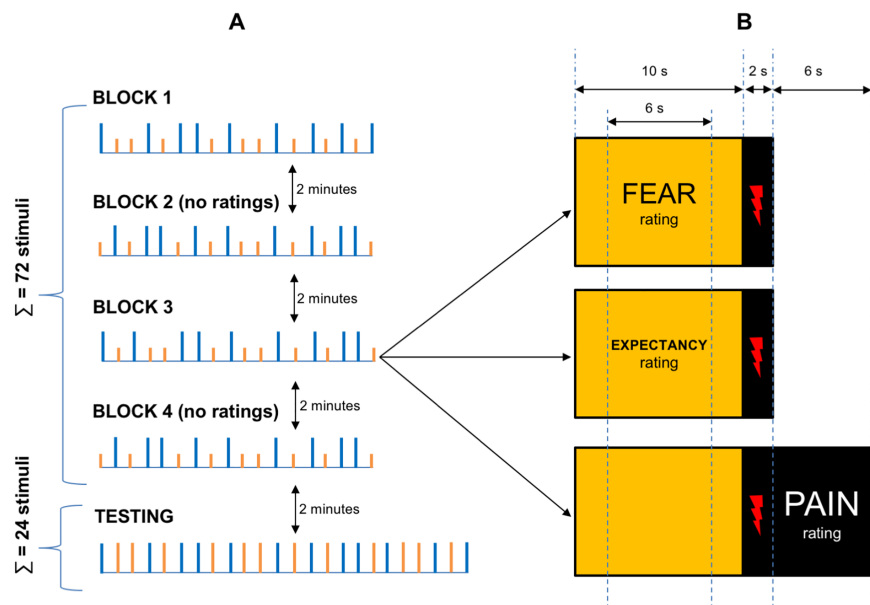 A
B
10 s
2 s
6 s
6 s
BLOCK 1
2 minutes
BLOCK 2 (no ratings)
2 minutes
BLOCK 3
2 minutes
BLOCK 4 (no ratings)
2 minutes
TESTING
∑ = 72 stimuli
∑ = 24 stimuli
FEAR
rating
EXPECTANCY
rating
PAIN
rating